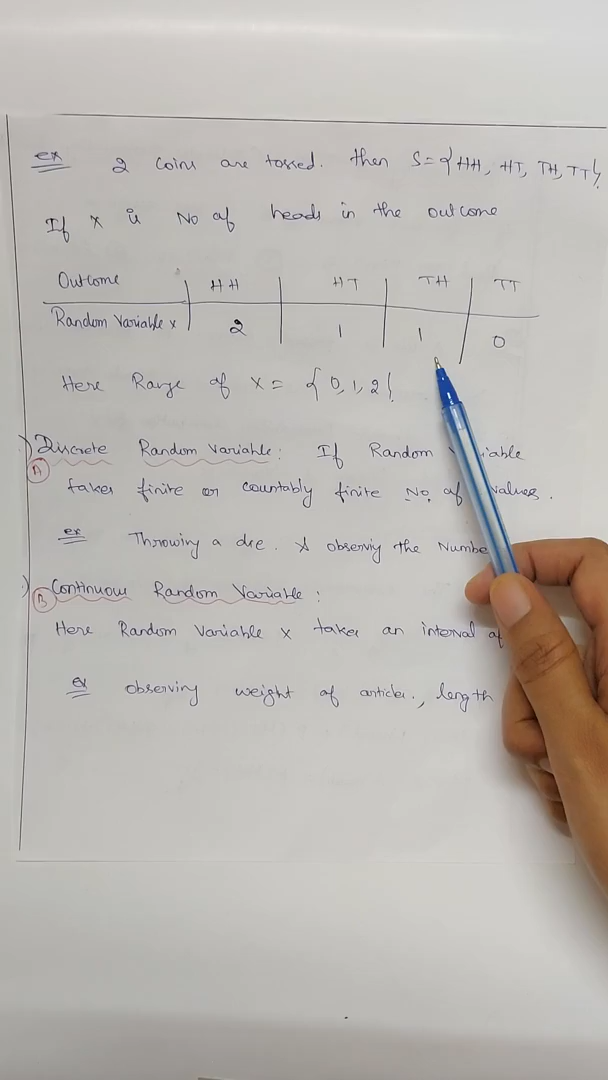 ex 2 coins are tossed. then S={HH, HT, TH, TT}
If X is No of heads in the outcome
Outcome HH HT TH TT
Random Variable x 2 1 1 0
Here Range of X = {0, 1, 2}
A Discrete Random Variable: If Random
takes finite or countably finite No. of values.
ex Throwing a die. & observig the Numbe
B Continuous Random Variable:
Here Random Variable x takes an interval of
ex observing weight of articles., length